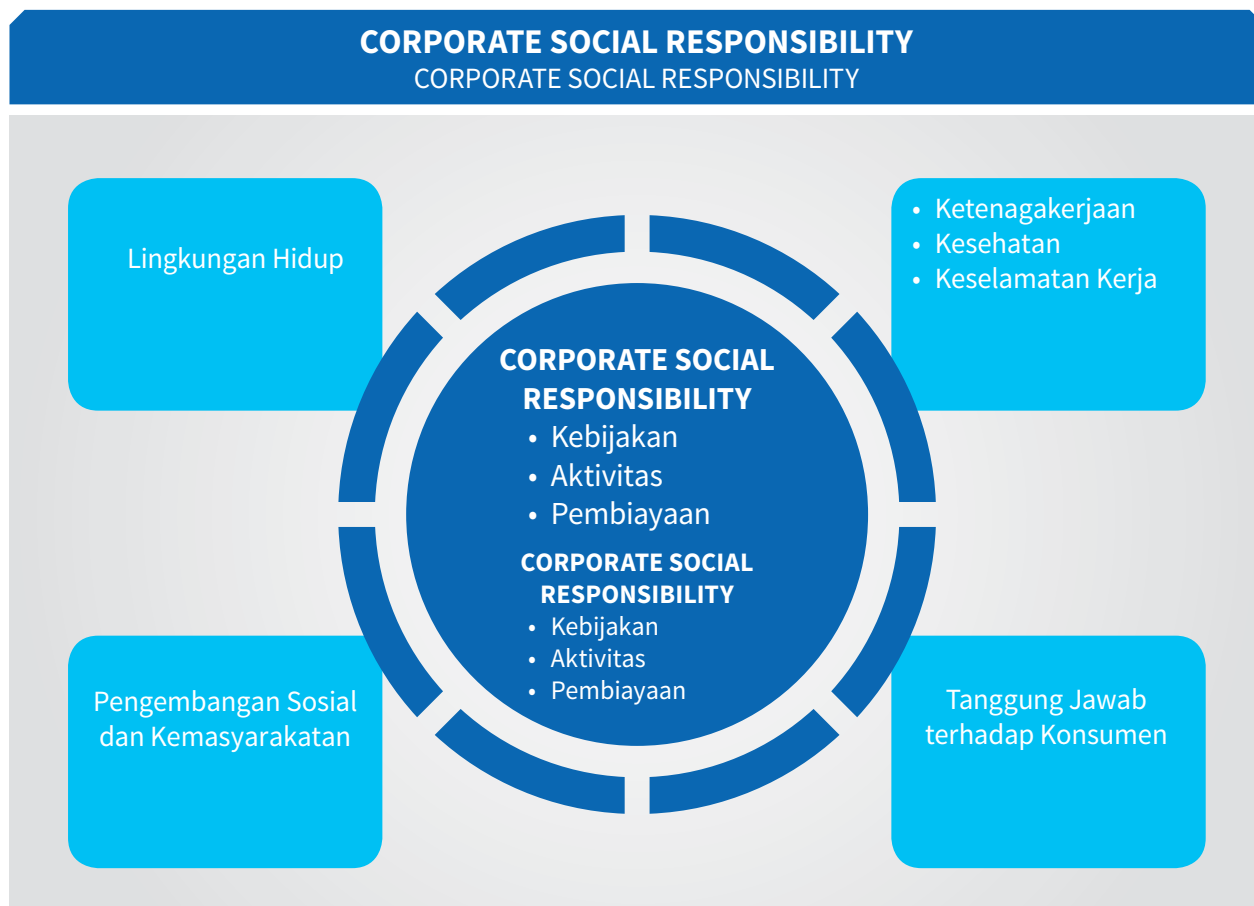 CORPORATE SOCIAL RESPONSIBILITY
CORPORATE SOCIAL RESPONSIBILITY
Lingkungan Hidup
• Ketenagakerjaan
• Kesehatan
• Keselamatan Kerja
CORPORATE SOCIAL
RESPONSIBILITY
• Kebijakan
• Aktivitas
• Pembiayaan
CORPORATE SOCIAL
RESPONSIBILITY
• Kebijakan
• Aktivitas
• Pembiayaan
Pengembangan Sosial
dan Kemasyarakatan
Tanggung Jawab
terhadap Konsumen